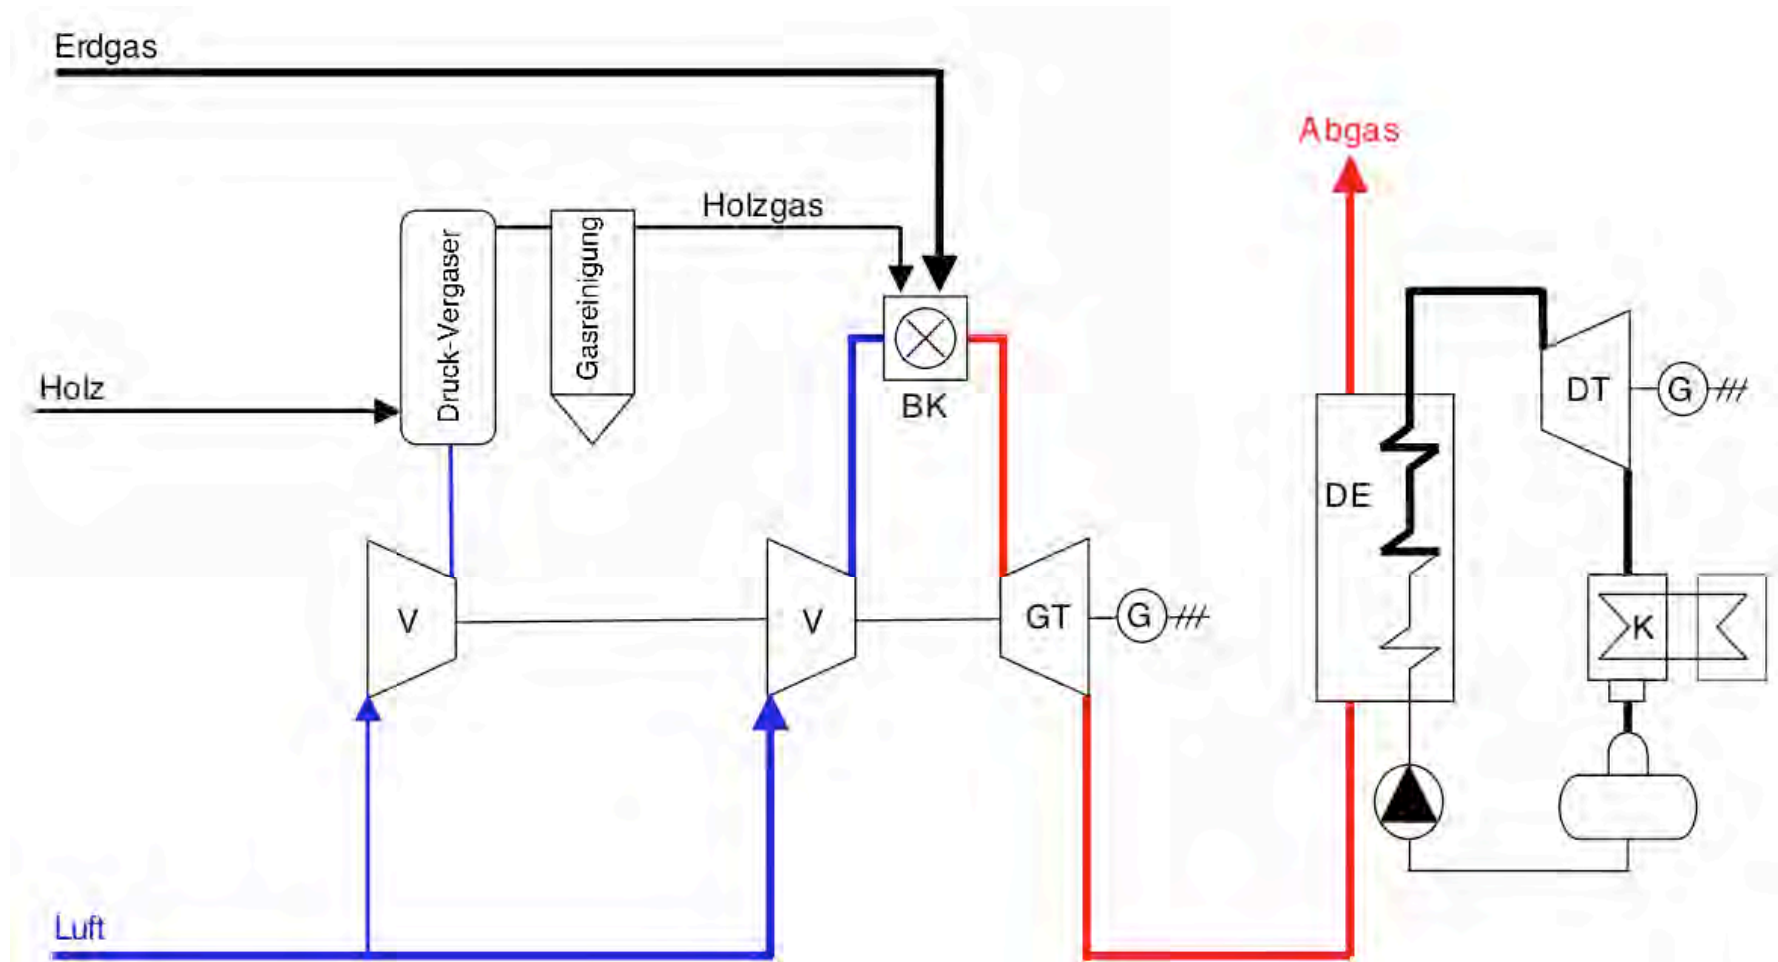 Erdgas
Abgas
Holzgas
Druck-Vergaser
Gasreinigung
Holz
BK
DT
G
DE
V
V
GT
G
K
Luft